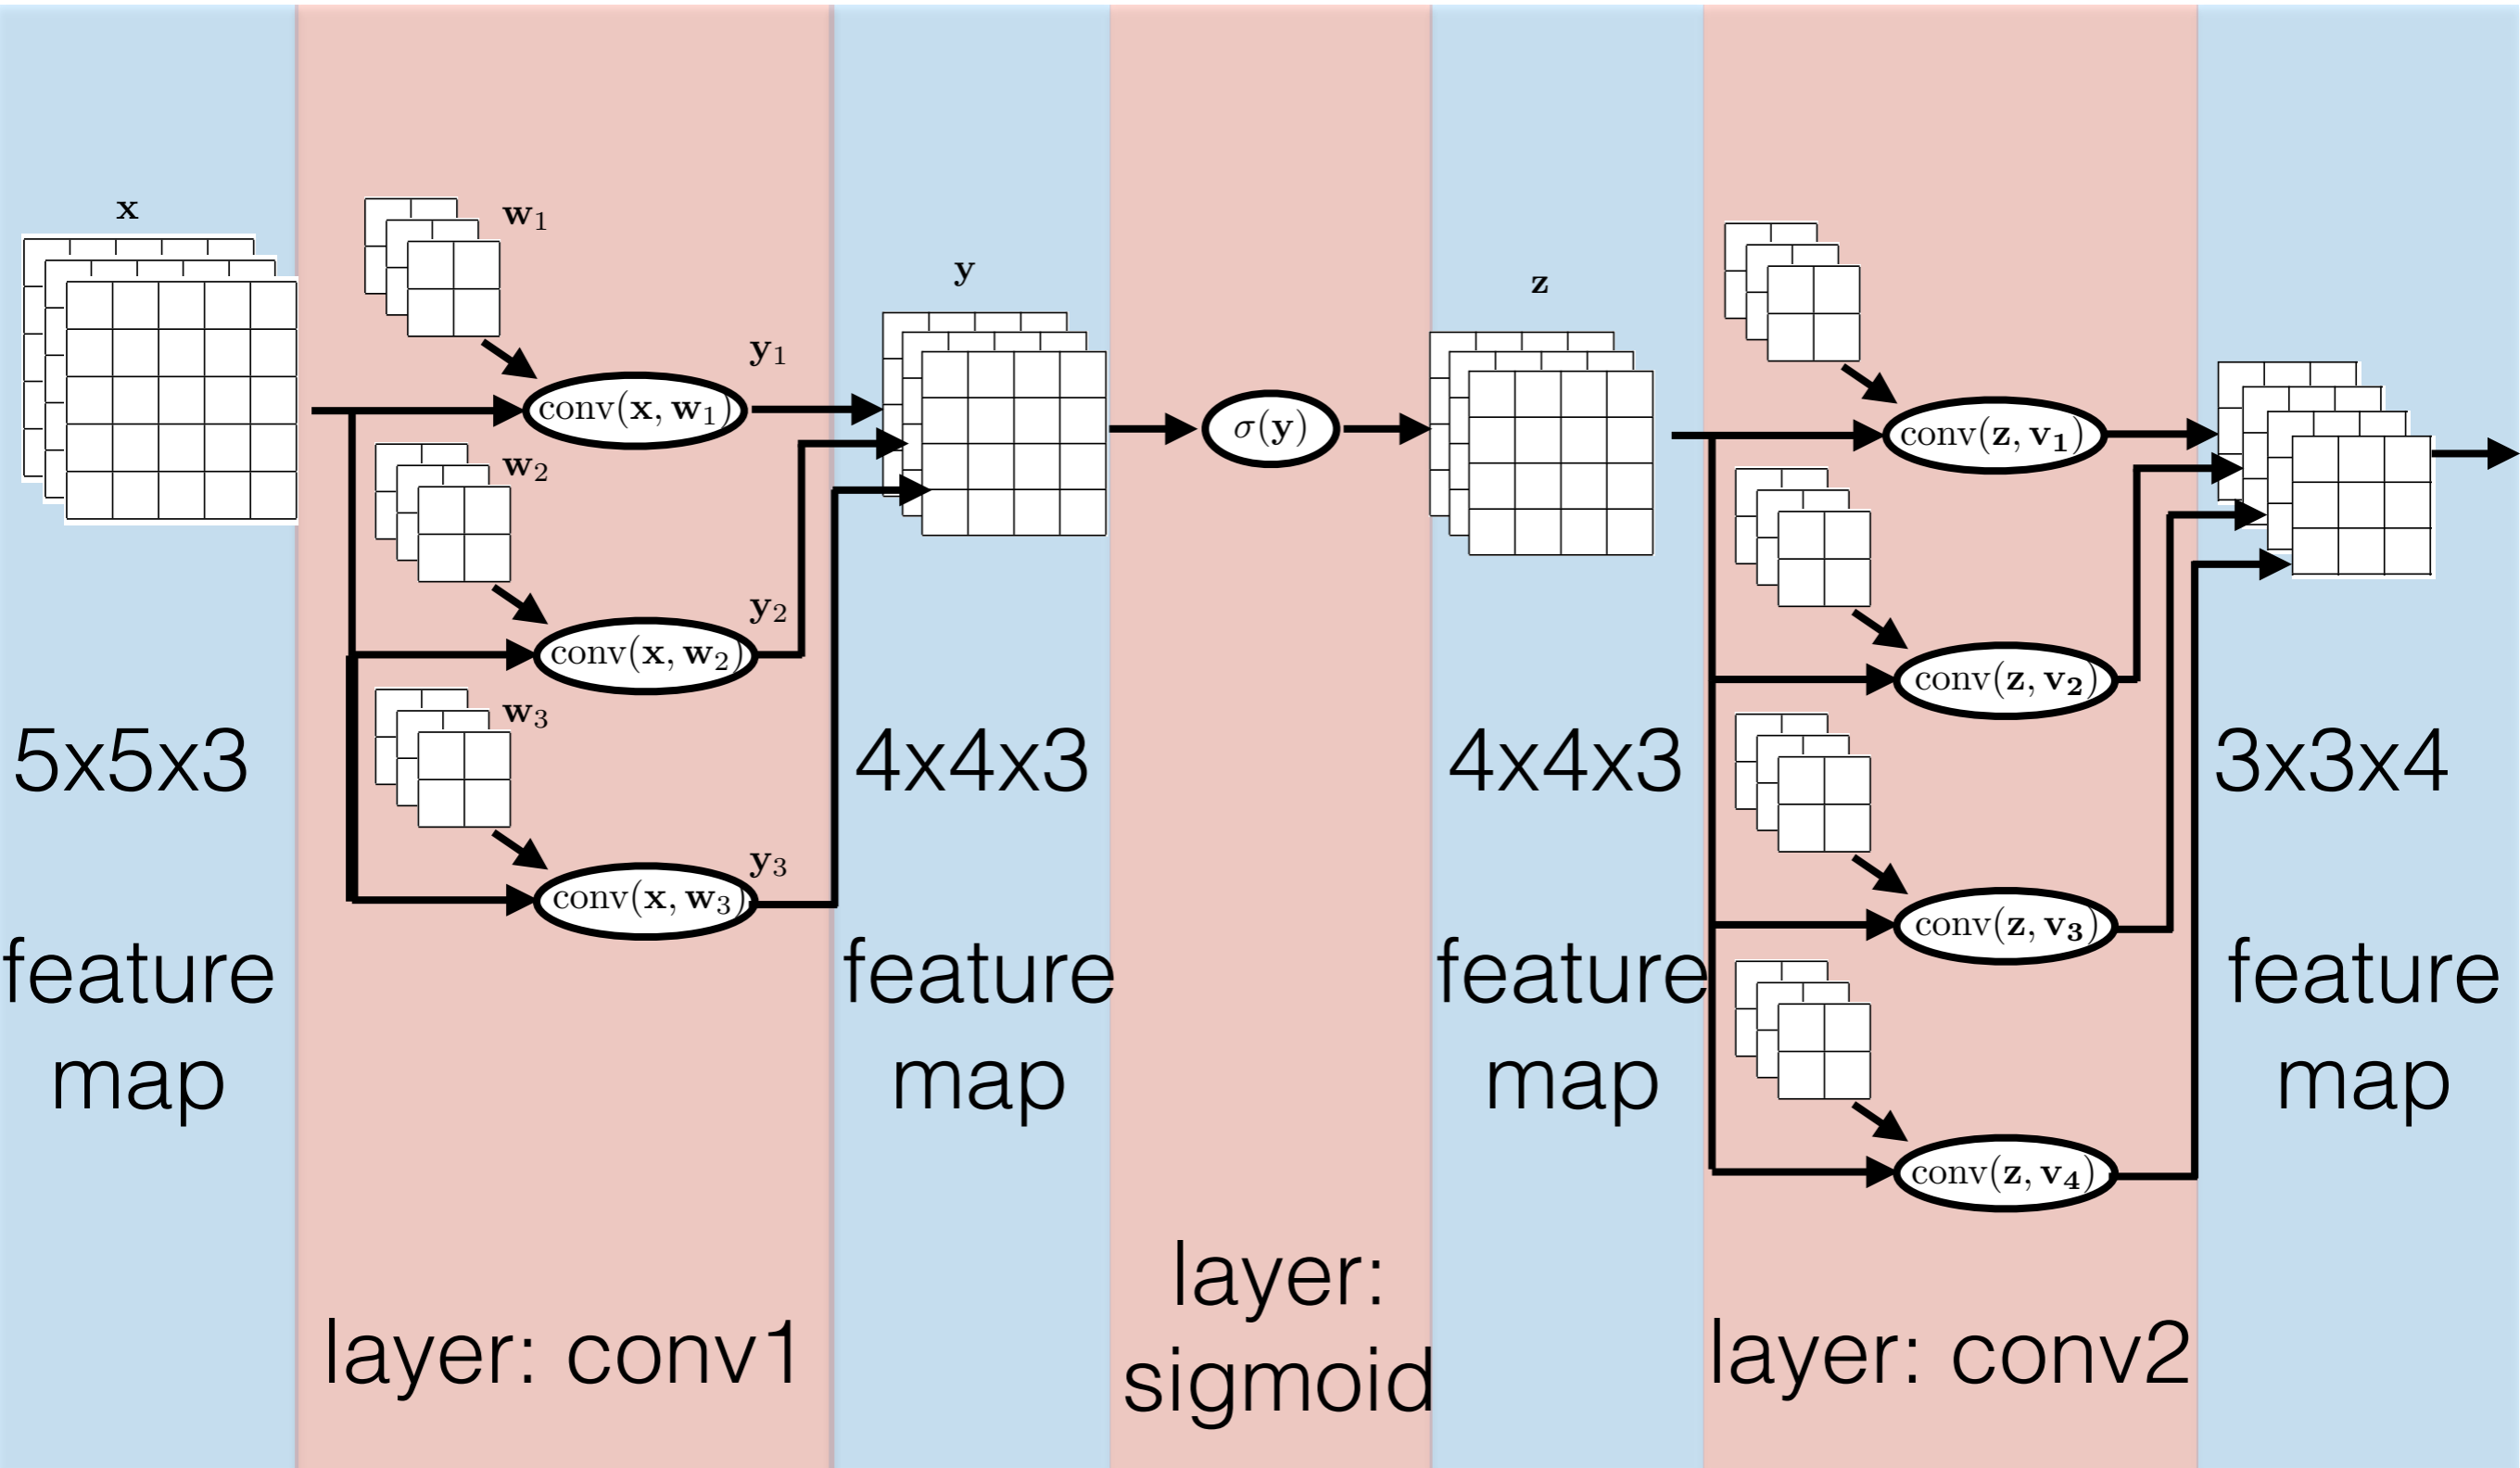 x
w₁
y₁
conv(x, w₁)
w₂
y₂
conv(x, w₂)
w₃
y₃
conv(x, w₃)
y
σ(y)
z
conv(z, v₁)
conv(z, v₂)
conv(z, v₃)
conv(z, v₄)
5x5x3
feature
map
4x4x3
feature
map
4x4x3
feature
map
3x3x4
feature
map
layer: conv1
layer:
sigmoid
layer: conv2